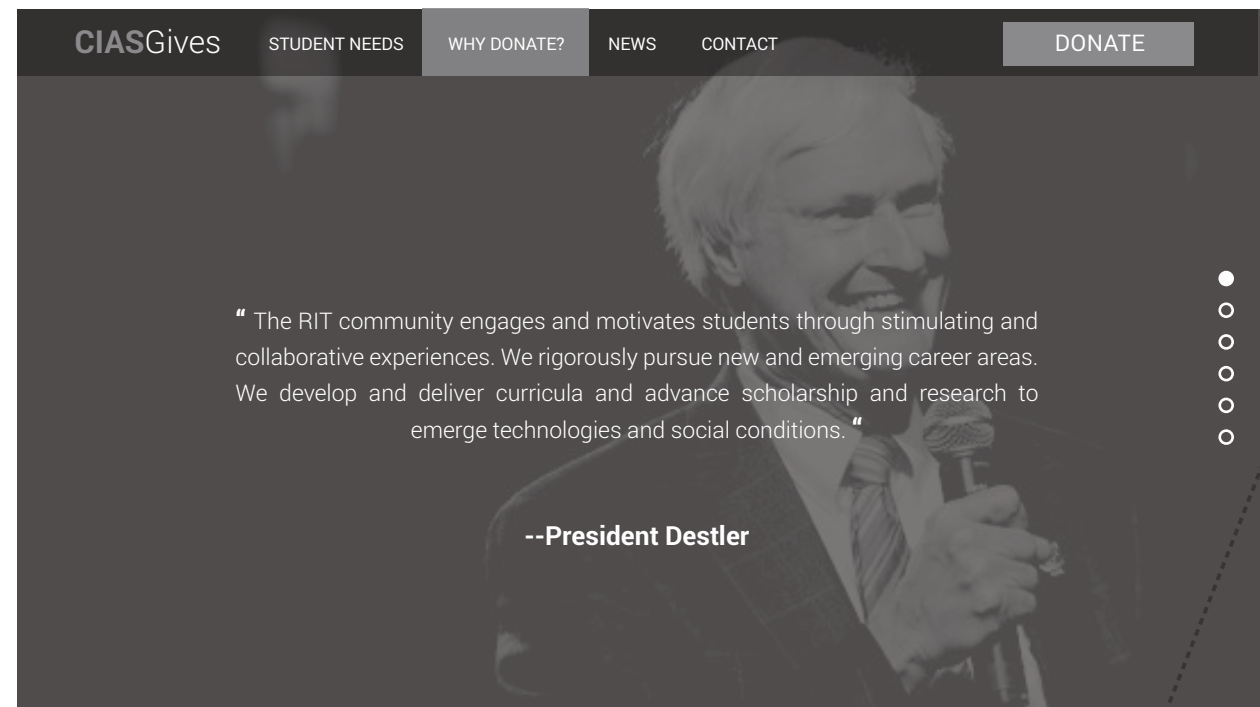 CIASGives STUDENT NEEDS WHY DONATE? NEWS CONTACT DONATE
“ The RIT community engages and motivates students through stimulating and
collaborative experiences. We rigorously pursue new and emerging career areas.
We develop and deliver curricula and advance scholarship and research to
emerge technologies and social conditions. “
--President Destler